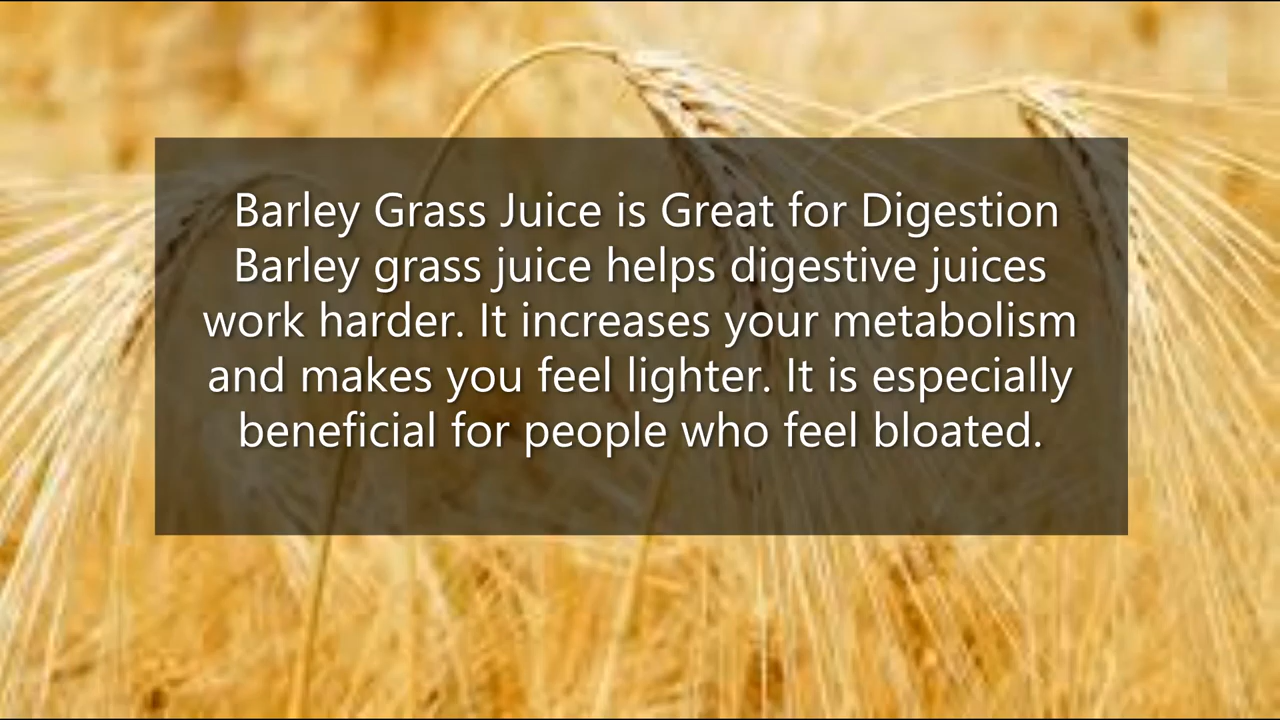 Barley Grass Juice is Great for Digestion
Barley grass juice helps digestive juices
work harder. It increases your metabolism
and makes you feel lighter. It is especially
beneficial for people who feel bloated.